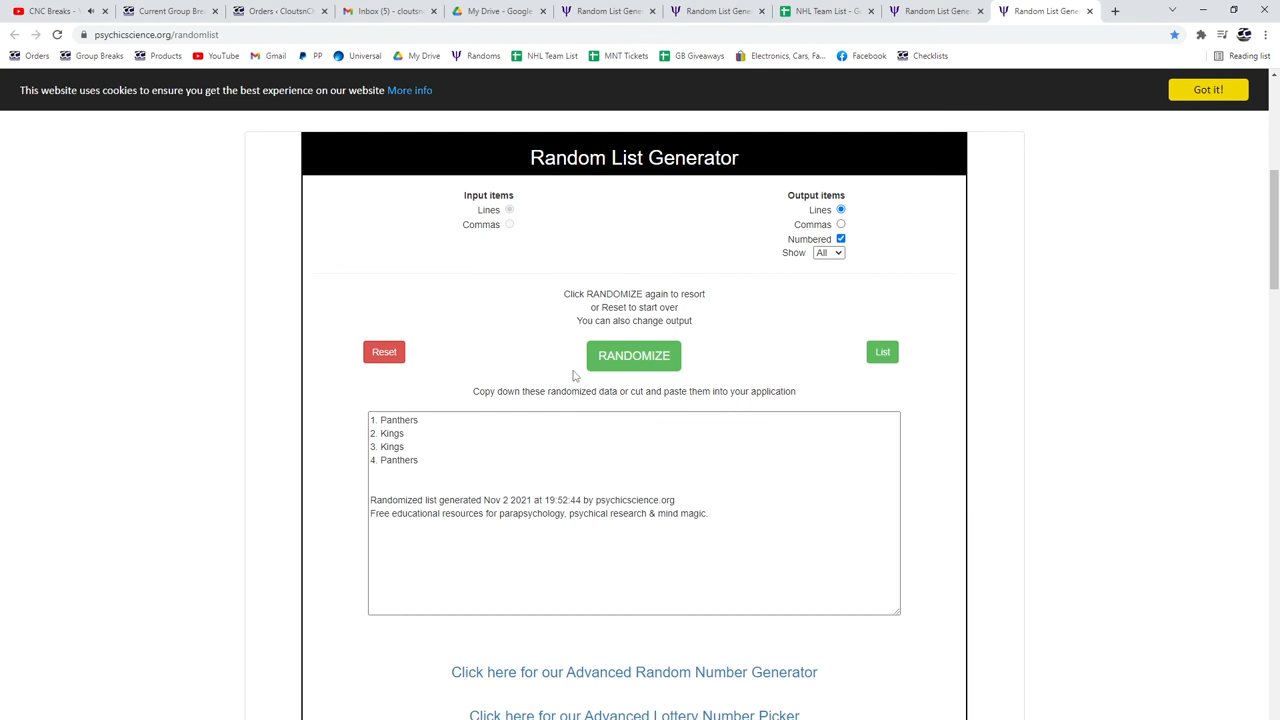 CNC Breaks -
Current Group Bre
Orders ‹ CloutsnC
Inbox (5) - cloutsn
My Drive - Google
Random List Gene
Random List Gene
NHL Team List - Go
Random List Gene
Random List Gene
psychicscience.org/randomlist
Orders
Group Breaks
Products
YouTube
Gmail
PP
Universal
My Drive
Randoms
NHL Team List
MNT Tickets
GB Giveaways
Electronics, Cars, Fa...
Facebook
Checklists
Reading list
This website uses cookies to ensure you get the best experience on our website More info
Got it!
Random List Generator
Input items
Lines
Commas
Output items
Lines
Commas
Numbered
Show All
Click RANDOMIZE again to resort
or Reset to start over
You can also change output
Reset
RANDOMIZE
List
Copy down these randomized data or cut and paste them into your application
1. Panthers
2. Kings
3. Kings
4. Panthers
Randomized list generated Nov 2 2021 at 19:52:44 by psychicscience.org
Free educational resources for parapsychology, psychical research & mind magic.
Click here for our Advanced Random Number Generator
Click here for our Advanced Lottery Number Picker